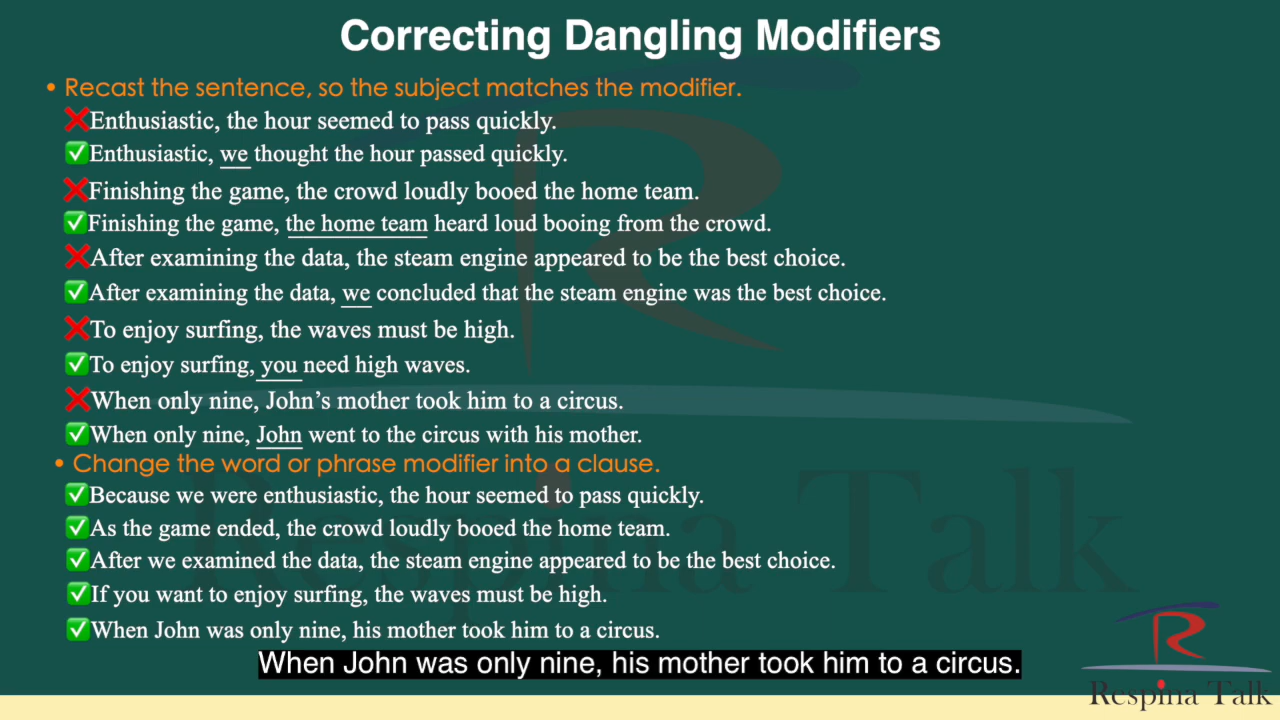 Correcting Dangling Modifiers
• Recast the sentence, so the subject matches the modifier.
❌Enthusiastic, the hour seemed to pass quickly.
✅Enthusiastic, we thought the hour passed quickly.
❌Finishing the game, the crowd loudly booed the home team.
✅Finishing the game, the home team heard loud booing from the crowd.
❌After examining the data, the steam engine appeared to be the best choice.
✅After examining the data, we concluded that the steam engine was the best choice.
❌To enjoy surfing, the waves must be high.
✅To enjoy surfing, you need high waves.
❌When only nine, John’s mother took him to a circus.
✅When only nine, John went to the circus with his mother.
• Change the word or phrase modifier into a clause.
✅Because we were enthusiastic, the hour seemed to pass quickly.
✅As the game ended, the crowd loudly booed the home team.
✅After we examined the data, the steam engine appeared to be the best choice.
✅If you want to enjoy surfing, the waves must be high.
✅When John was only nine, his mother took him to a circus.
When John was only nine, his mother took him to a circus.
R
Respina Talk
R
Respina Talk